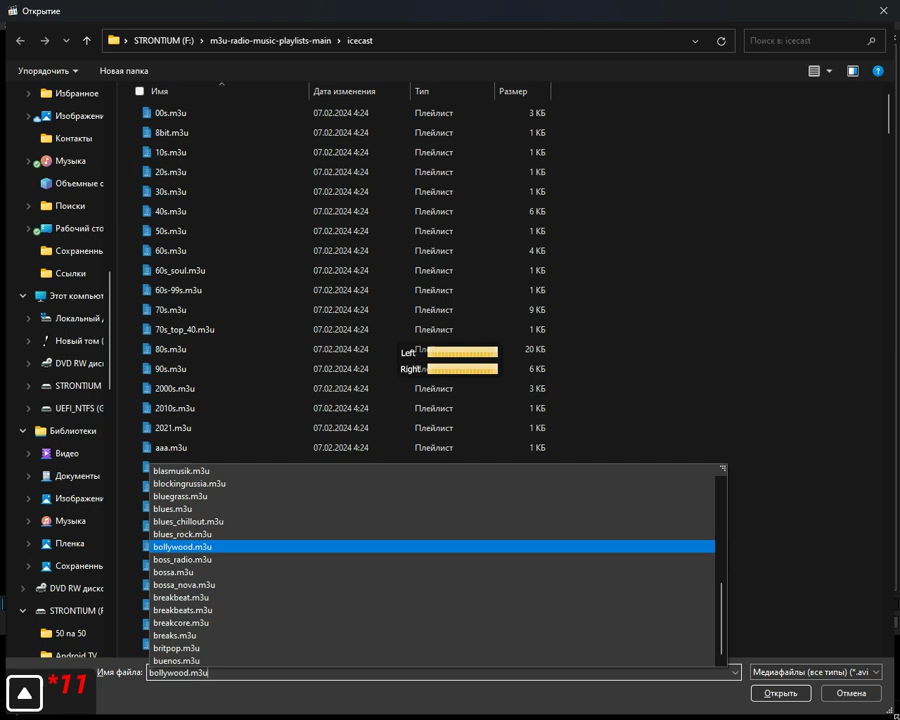 Открытие
STRONTIUM (F:) > m3u-radio-music-playlists-main > icecast
Поиск в: icecast
Упорядочить
Новая папка
Имя
Дата изменения
Тип
Размер
Избранное
Изображени
Контакты
Музыка
Объемные с
Поиски
Рабочий сто
Сохраненны
Ссылки
Этот компьют
Локальный
Новый том (
DVD RW диск
STRONTIUM
UEFI_NTFS (G
Библиотеки
Видео
Документы
Изображени
Музыка
Пленка
Сохраненны
DVD RW диско
STRONTIUM (F
50 na 50
Android TV
00s.m3u 07.02.2024 4:24 Плейлист 3 КБ
8bit.m3u 07.02.2024 4:24 Плейлист 1 КБ
10s.m3u 07.02.2024 4:24 Плейлист 1 КБ
20s.m3u 07.02.2024 4:24 Плейлист 1 КБ
30s.m3u 07.02.2024 4:24 Плейлист 1 КБ
40s.m3u 07.02.2024 4:24 Плейлист 6 КБ
50s.m3u 07.02.2024 4:24 Плейлист 1 КБ
60s.m3u 07.02.2024 4:24 Плейлист 4 КБ
60s_soul.m3u 07.02.2024 4:24 Плейлист 1 КБ
60s-99s.m3u 07.02.2024 4:24 Плейлист 1 КБ
70s.m3u 07.02.2024 4:24 Плейлист 9 КБ
70s_top_40.m3u 07.02.2024 4:24 Плейлист 1 КБ
80s.m3u 07.02.2024 4:24 Пле 20 КБ
90s.m3u 07.02.2024 4:24 6 КБ
Left
Right
2000s.m3u 07.02.2024 4:24 Плейлист 3 КБ
2010s.m3u 07.02.2024 4:24 Плейлист 1 КБ
2021.m3u 07.02.2024 4:24 Плейлист 1 КБ
aaa.m3u 07.02.2024 4:24 Плейлист 1 КБ
blasmusik.m3u
blockingrussia.m3u
bluegrass.m3u
blues.m3u
blues_chillout.m3u
blues_rock.m3u
bollywood.m3u
boss_radio.m3u
bossa.m3u
bossa_nova.m3u
breakbeat.m3u
breakbeats.m3u
breakcore.m3u
breaks.m3u
britpop.m3u
buenos.m3u
Имя файла: bollywood.m3u
Медиафайлы (все типы) (*.avi
Открыть
Отмена
*11